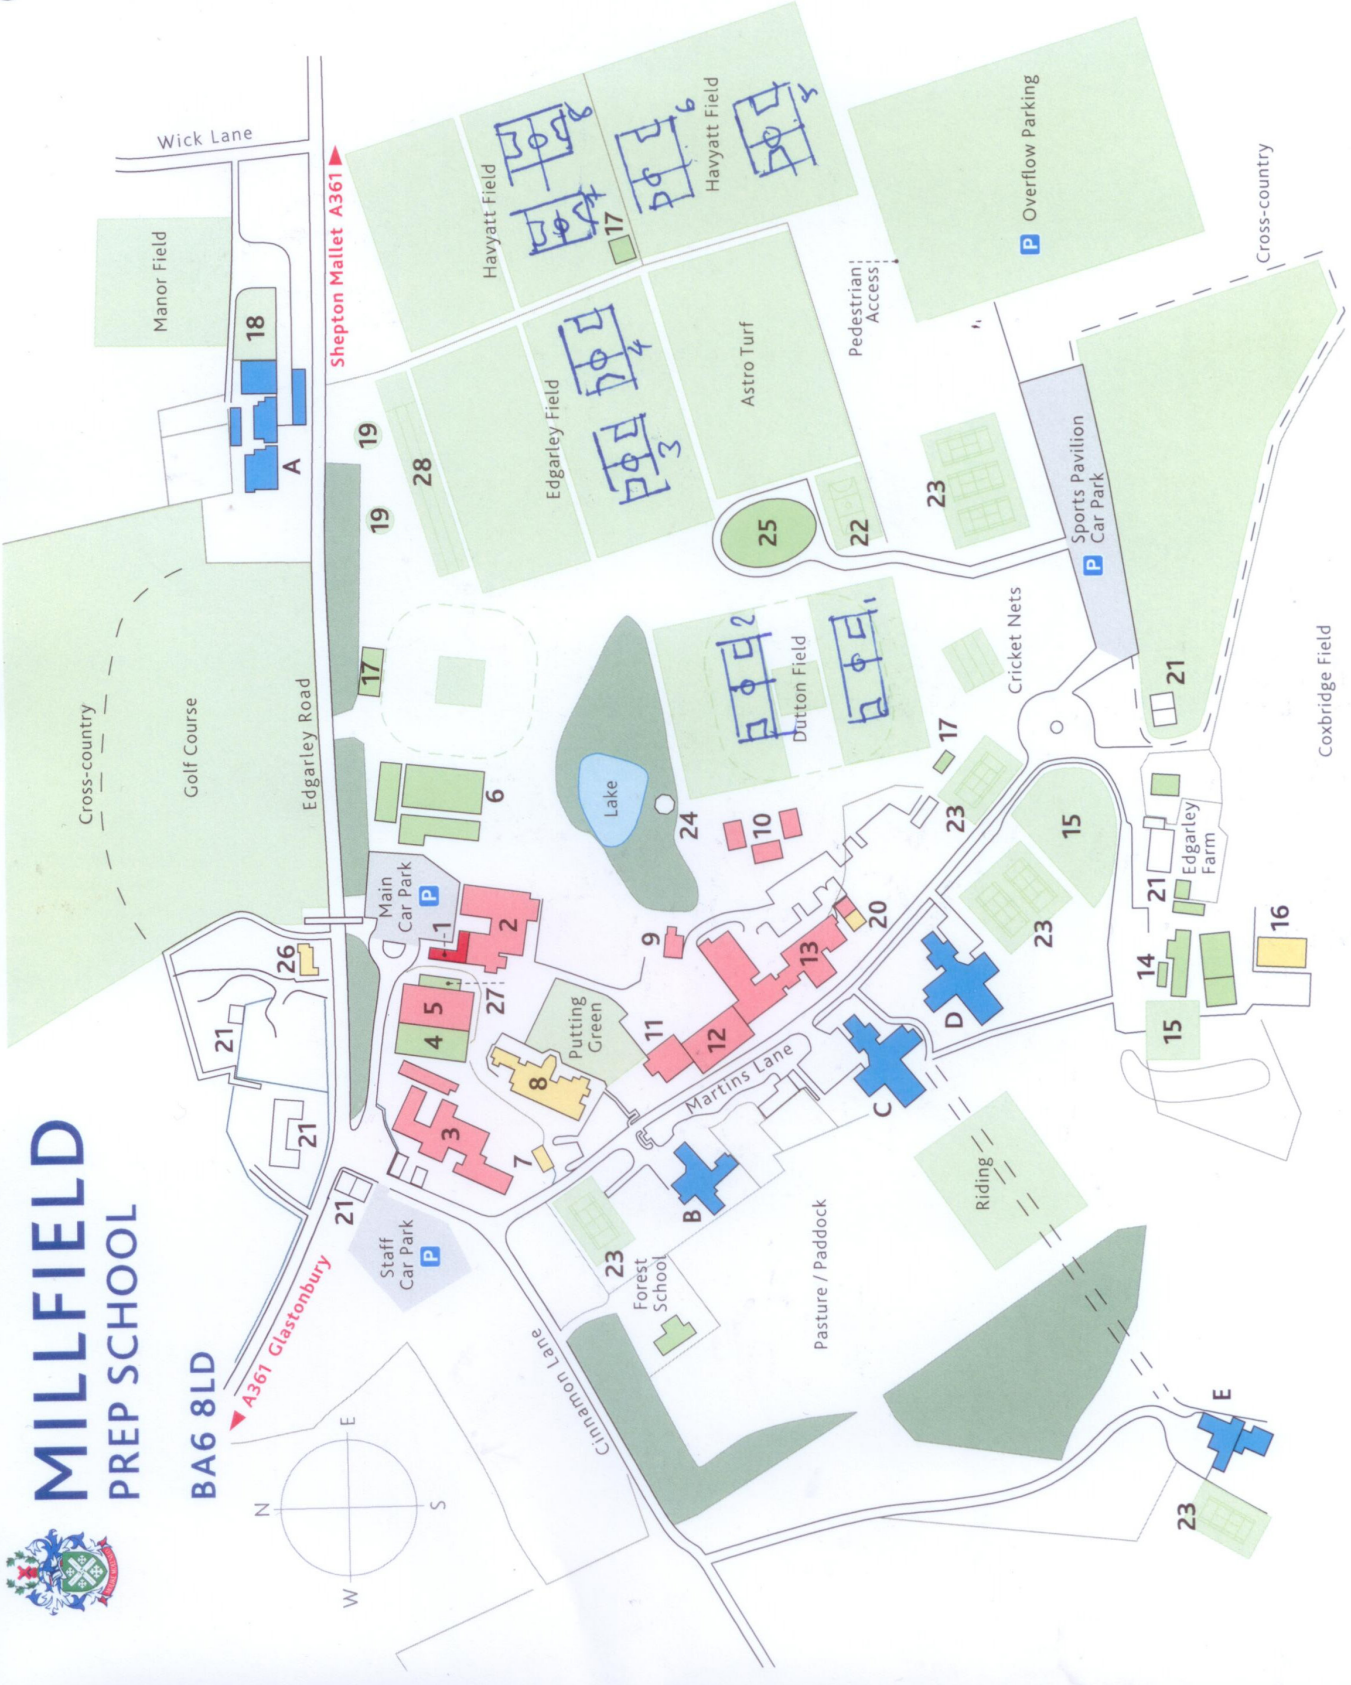 MILLFIELD
PREP SCHOOL
BA6 8LD
A361 Glastonbury
Shepton Mallet A361
Wick Lane
Manor Field
18
A
Cross-country
Golf Course
Edgarley Road
26
21
21
21
N
E
S
W
Staff
Car Park
P
Main
Car Park
P
17
19
19
28
1
2
27
5
4
3
6
7
8
Putting
Green
9
10
11
12
13
20
Lake
24
Havyatt Field
8
7
17
Havyatt Field
6
5
Edgarley Field
4
3
Astro Turf
25
22
Dutton Field
2
1
Pedestrian
Access
P Overflow Parking
Cross-country
23
Sports Pavilion
Car Park
P
Cricket Nets
17
23
15
23
Martins Lane
Cinnamon Lane
23
Forest
School
B
C
D
Pasture / Paddock
Riding
21
21
Edgarley
Farm
14
15
16
Coxbridge Field
E
23